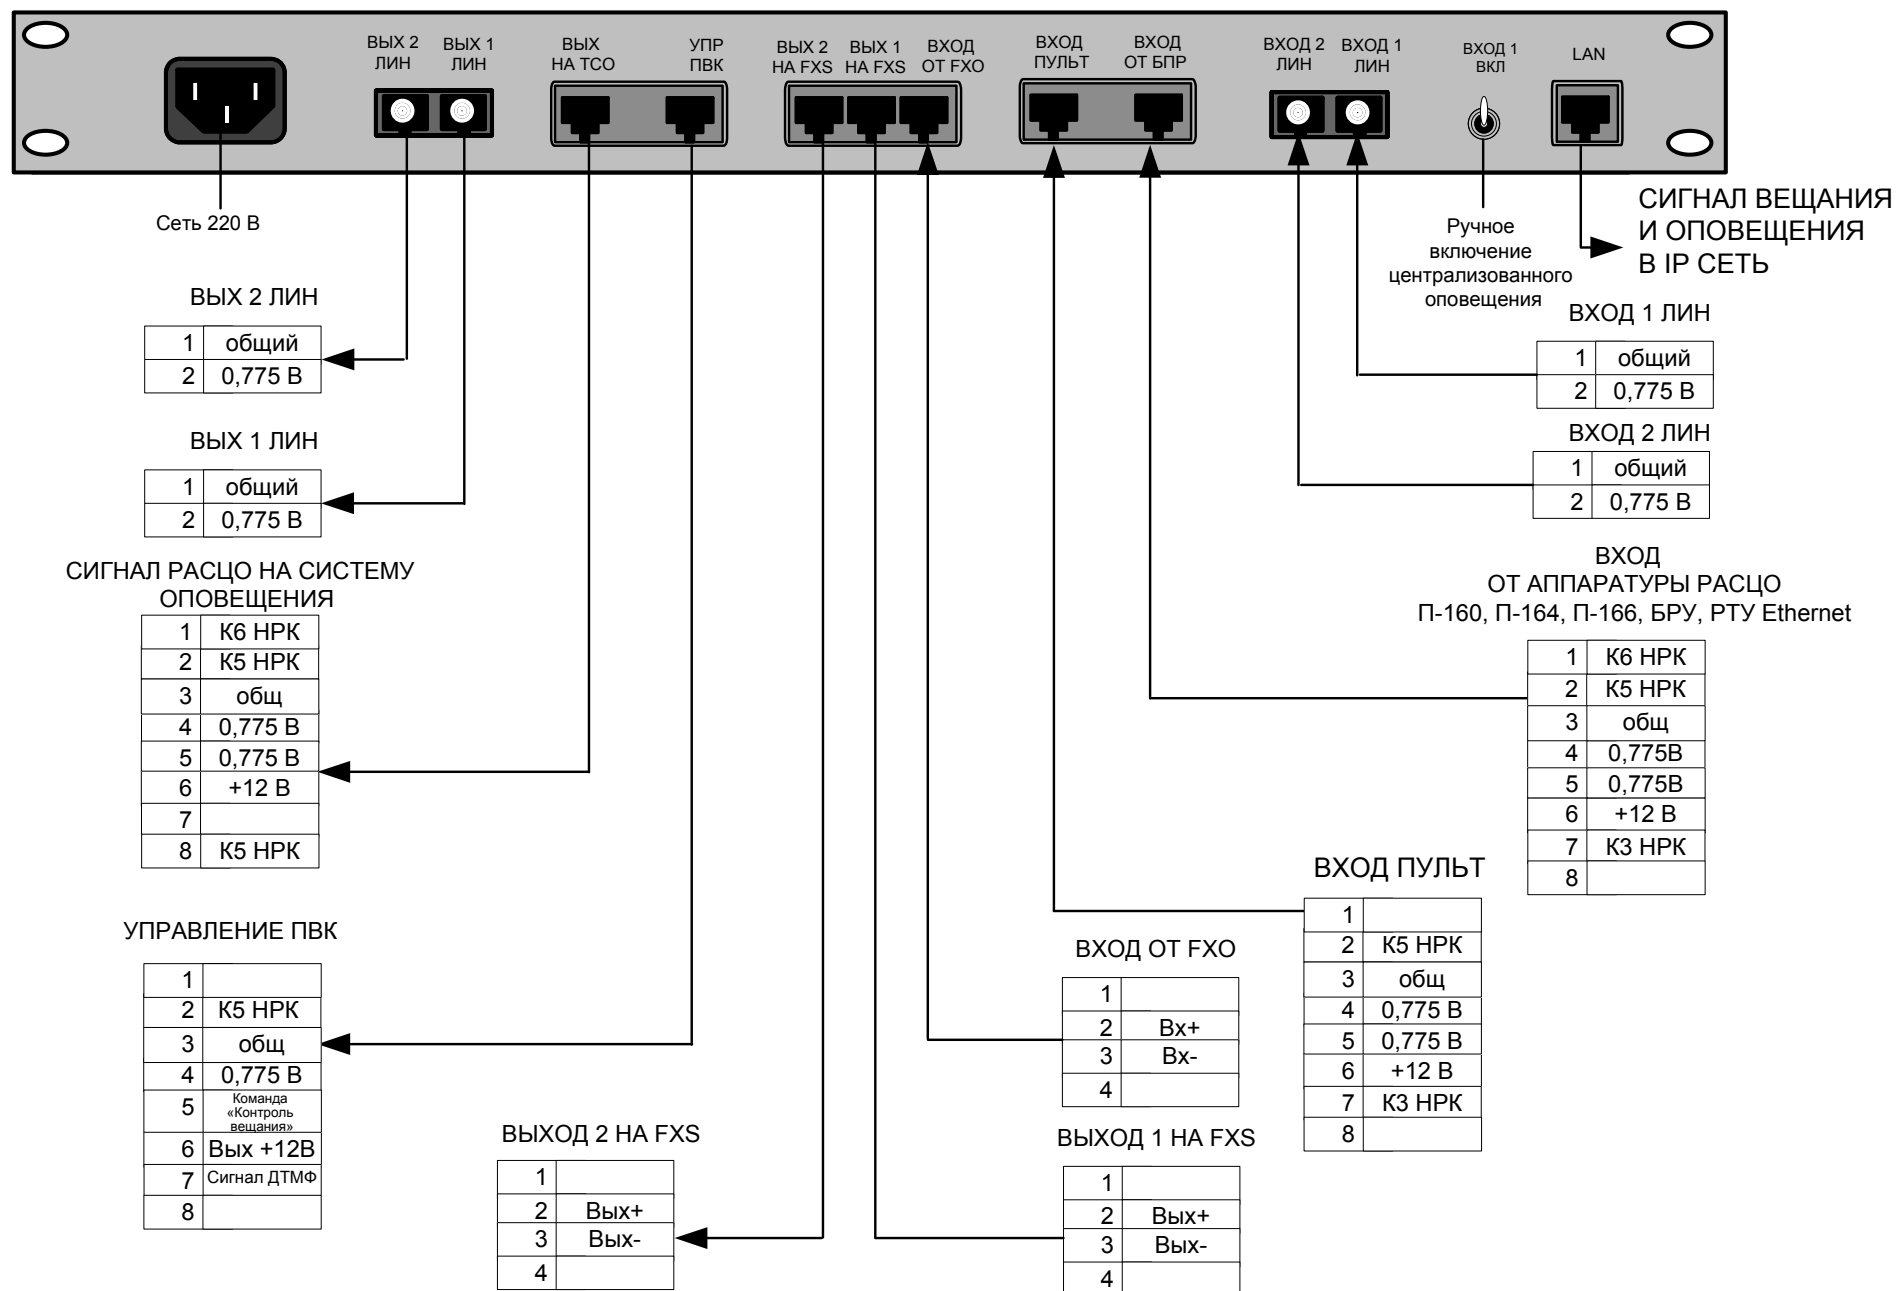 ВЫХ 2
ЛИН
ВЫХ 1
ЛИН
ВЫХ
НА ТСО
УПР
ПВК
ВЫХ 2
НА FXS
ВЫХ 1
НА FXS
ВХОД
ОТ FXO
ВХОД
ПУЛЬТ
ВХОД
ОТ БПР
ВХОД 2
ЛИН
ВХОД 1
ЛИН
ВХОД 1
ВКЛ
LAN
Сеть 220 В
Ручное
включение
централизованного
оповещения
СИГНАЛ ВЕЩАНИЯ
И ОПОВЕЩЕНИЯ
В IP СЕТЬ
ВЫХ 2 ЛИН
1 общий
2 0,775 В
ВЫХ 1 ЛИН
1 общий
2 0,775 В
СИГНАЛ РАСЦО НА СИСТЕМУ
ОПОВЕЩЕНИЯ
1 К6 НРК
2 К5 НРК
3 общ
4 0,775 В
5 0,775 В
6 +12 В
7
8 К5 НРК
УПРАВЛЕНИЕ ПВК
1
2 К5 НРК
3 общ
4 0,775 В
5 Команда
«Контроль
вещания»
6 Вых +12В
7 Сигнал ДТМФ
8
ВЫХОД 2 НА FXS
1
2 Вых+
3 Вых-
4
ВХОД ОТ FXO
1
2 Вх+
3 Вх-
4
ВЫХОД 1 НА FXS
1
2 Вых+
3 Вых-
4
ВХОД 1 ЛИН
1 общий
2 0,775 В
ВХОД 2 ЛИН
1 общий
2 0,775 В
ВХОД
ОТ АППАРАТУРЫ РАСЦО
П-160, П-164, П-166, БРУ, РТУ Ethernet
1 К6 НРК
2 К5 НРК
3 общ
4 0,775В
5 0,775В
6 +12 В
7 К3 НРК
8
ВХОД ПУЛЬТ
1
2 К5 НРК
3 общ
4 0,775 В
5 0,775 В
6 +12 В
7 К3 НРК
8